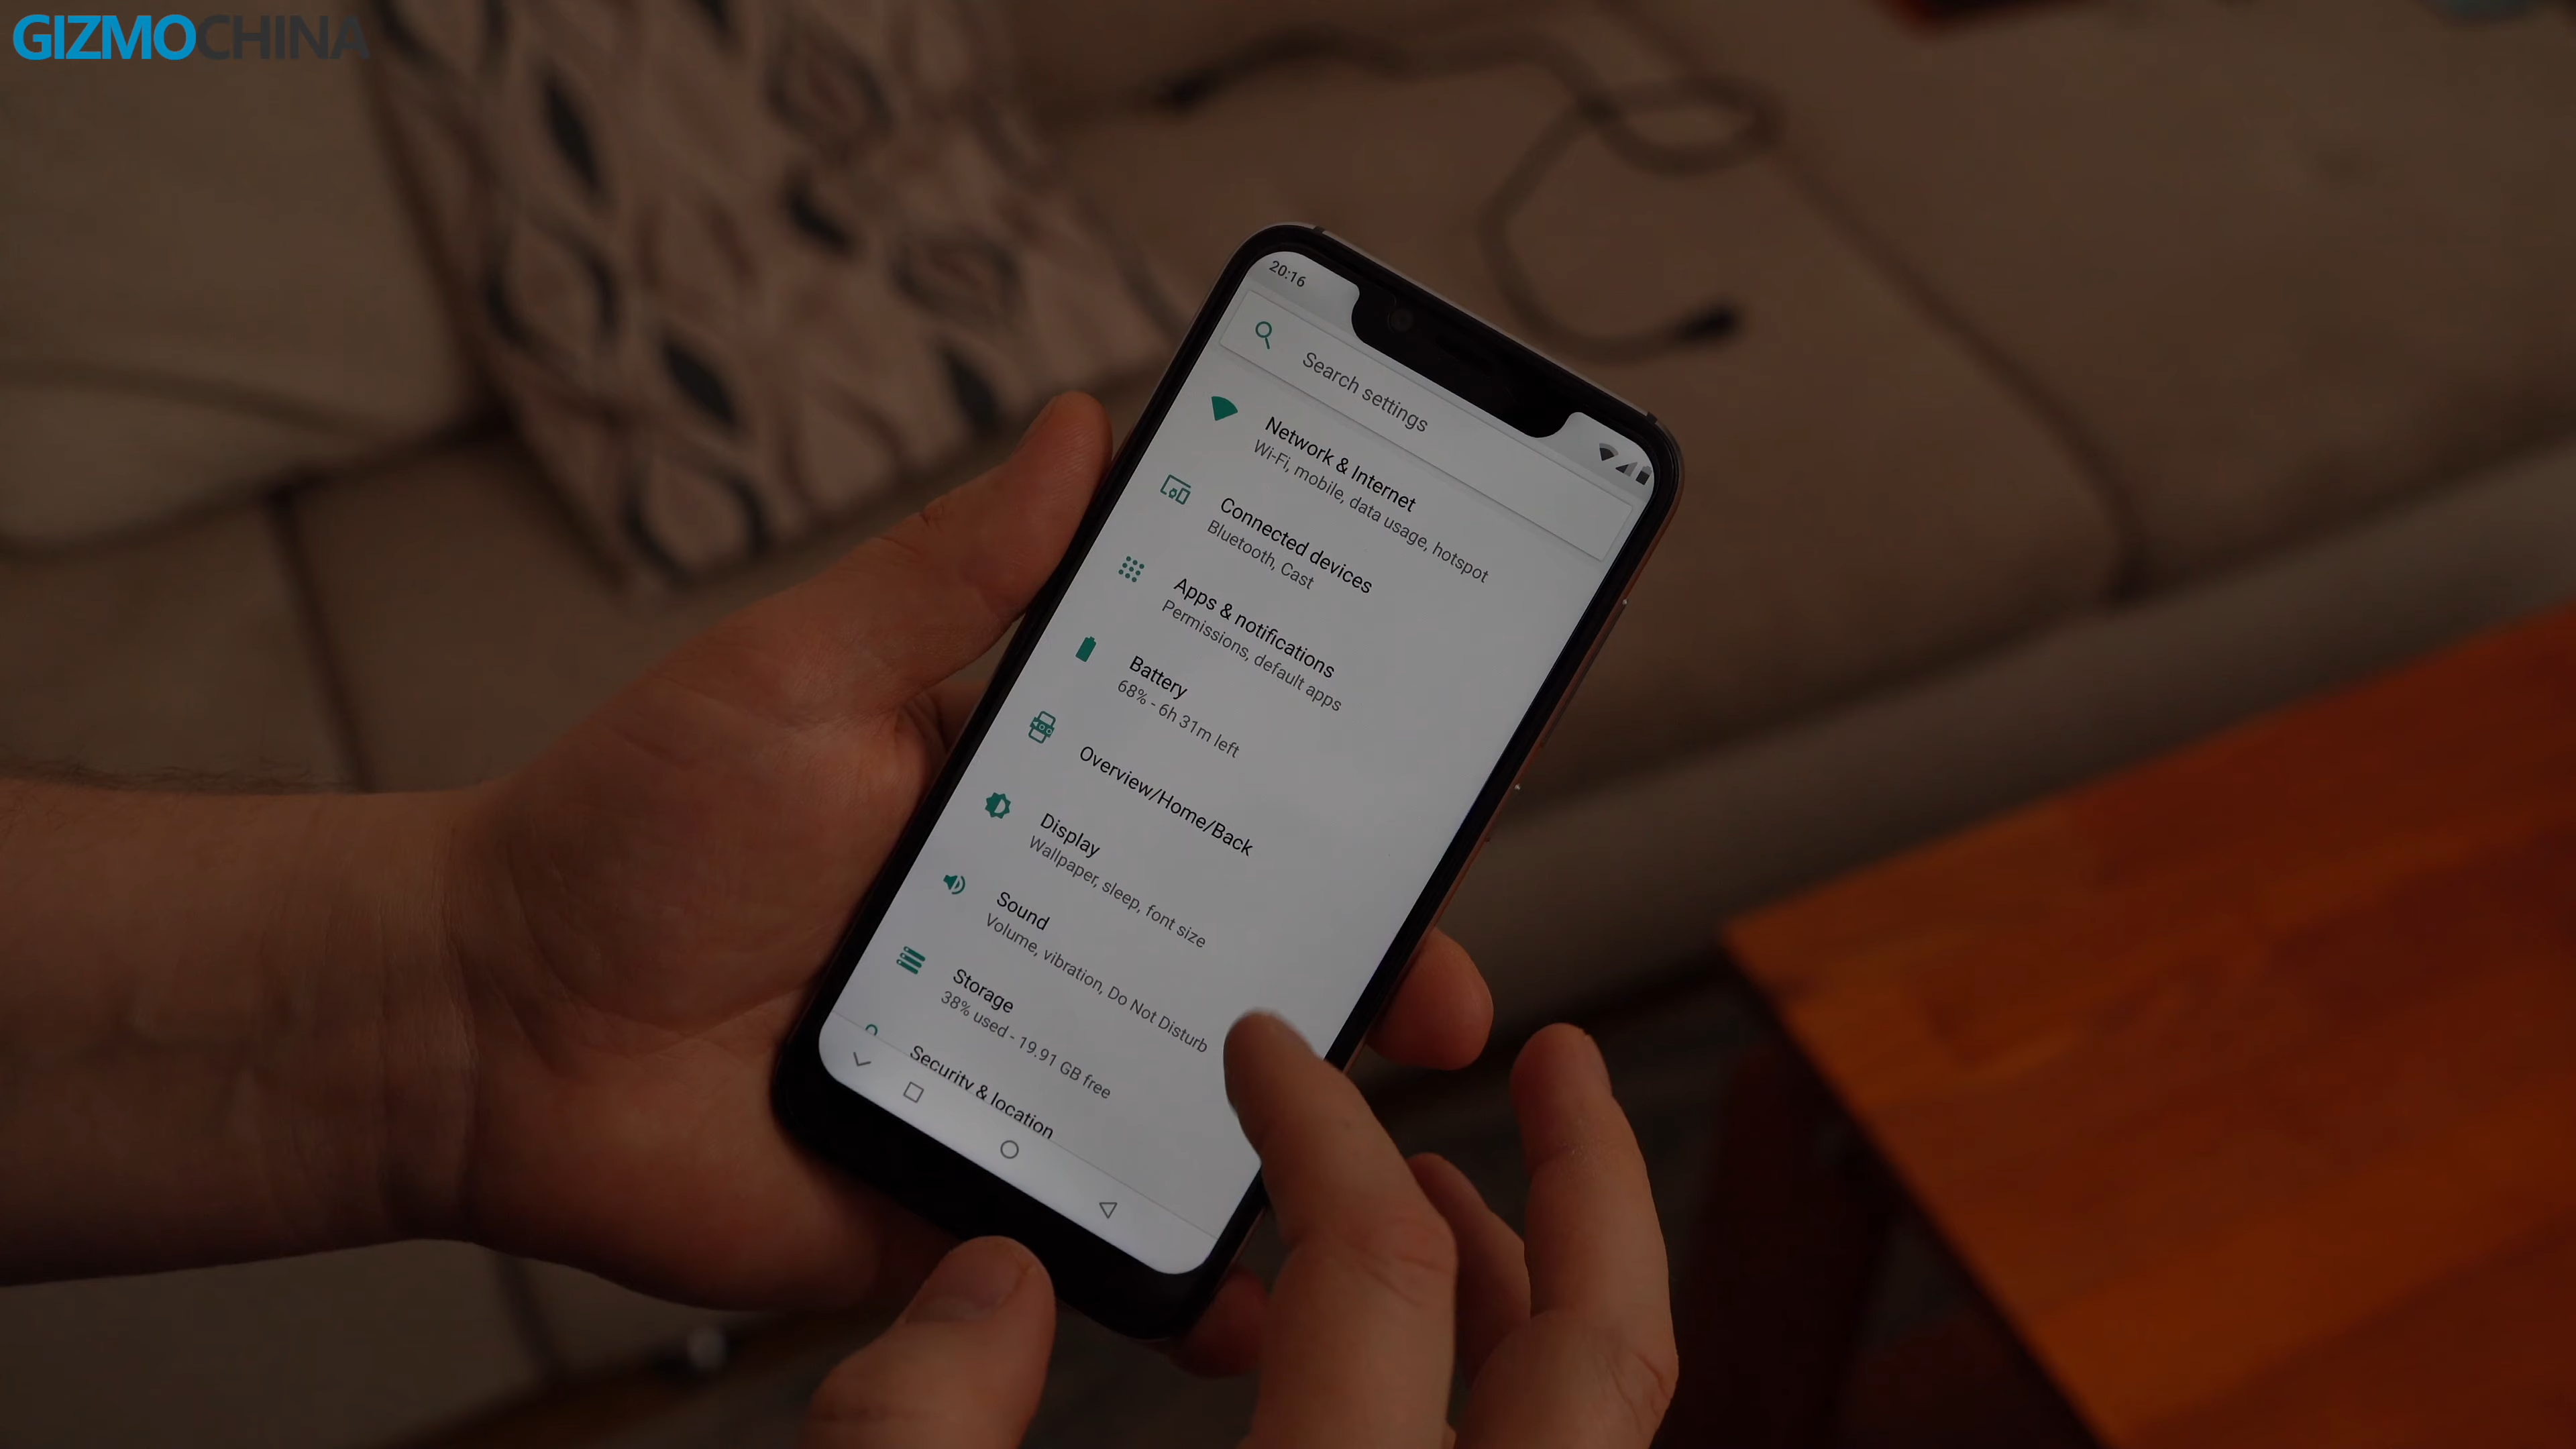 GIZMOCHINA
20:16
Search settings
Network & Internet
Wi-Fi, mobile, data usage, hotspot
Connected devices
Bluetooth, Cast
Apps & notifications
Permissions, default apps
Battery
68% - 6h 31m left
Overview/Home/Back
Display
Wallpaper, sleep, font size
Sound
Volume, vibration, Do Not Disturb
Storage
38% used - 19.91 GB free
Security & location